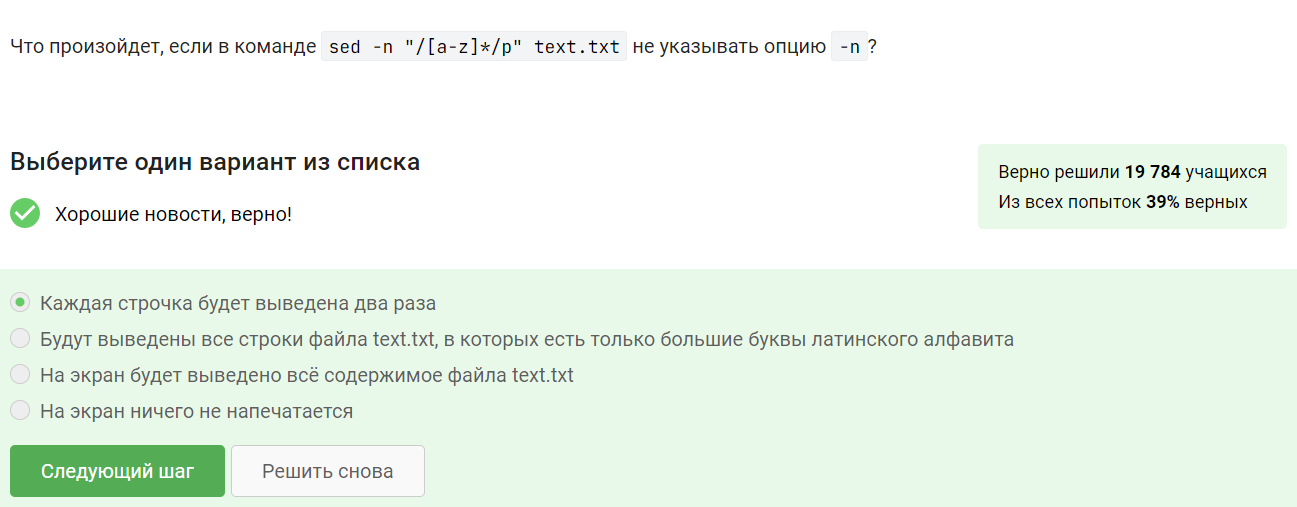 Что произойдет, если в команде sed -n "/[a-z]*/p" text.txt не указывать опцию -n?
Выберите один вариант из списка
Хорошие новости, верно!
Верно решили 19 784 учащихся
Из всех попыток 39% верных
Каждая строчка будет выведена два раза
Будут выведены все строки файла text.txt, в которых есть только большие буквы латинского алфавита
На экран будет выведено всё содержимое файла text.txt
На экран ничего не напечатается
Следующий шаг
Решить снова